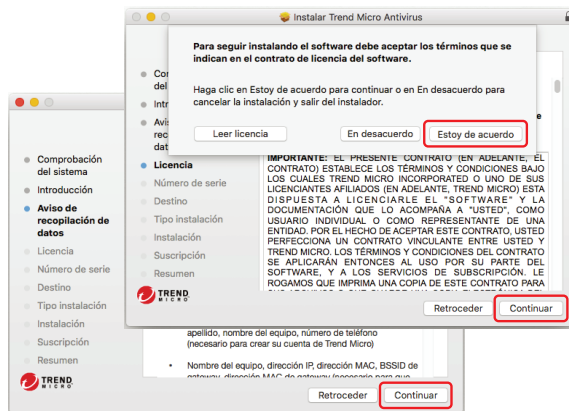 Instalar Trend Micro Antivirus
Para seguir instalando el software debe aceptar los términos que se
indican en el contrato de licencia del software.
Haga clic en Estoy de acuerdo para continuar o en En desacuerdo para
cancelar la instalación y salir del instalador.
Leer licencia
En desacuerdo
Estoy de acuerdo
Licencia
Número de serie
Destino
Tipo instalación
Instalación
Suscripción
Resumen
TREND
MICRO
IMPORTANTE: EL PRESENTE CONTRATO (EN ADELANTE, EL
CONTRATO) ESTABLECE LOS TÉRMINOS Y CONDICIONES BAJO
LOS CUALES TREND MICRO INCORPORATED O UNO DE SUS
LICENCIANTES AFILIADOS (EN ADELANTE, TREND MICRO) ESTA
DISPUESTA A LICENCIARLE EL "SOFTWARE" Y LA
DOCUMENTACIÓN QUE LO ACOMPAÑA A "USTED", COMO
USUARIO INDIVIDUAL O COMO REPRESENTANTE DE UNA
ENTIDAD. POR EL HECHO DE ACEPTAR ESTE CONTRATO, USTED
PERFECCIONA UN CONTRATO VINCULANTE ENTRE USTED Y
TREND MICRO. LOS TÉRMINOS Y CONDICIONES DEL CONTRATO
SE APLICARÁN ENTONCES AL USO POR SU PARTE DEL
SOFTWARE, Y A LOS SERVICIOS DE SUBSCRIPCIÓN. LE
ROGAMOS QUE IMPRIMA UNA COPIA DE ESTE CONTRATO PARA
Retroceder
Continuar
Comprobación
del sistema
Introducción
Aviso de
recopilación de
datos
Licencia
Número de serie
Destino
Tipo instalación
Instalación
Suscripción
Resumen
TREND
MICRO
apellido, nombre del equipo, número de teléfono
(necesario para crear su cuenta de Trend Micro)
• Nombre del equipo, dirección IP, dirección MAC, BSSID de
gateway, dirección MAC de gateway (necesario para que
Retroceder
Continuar